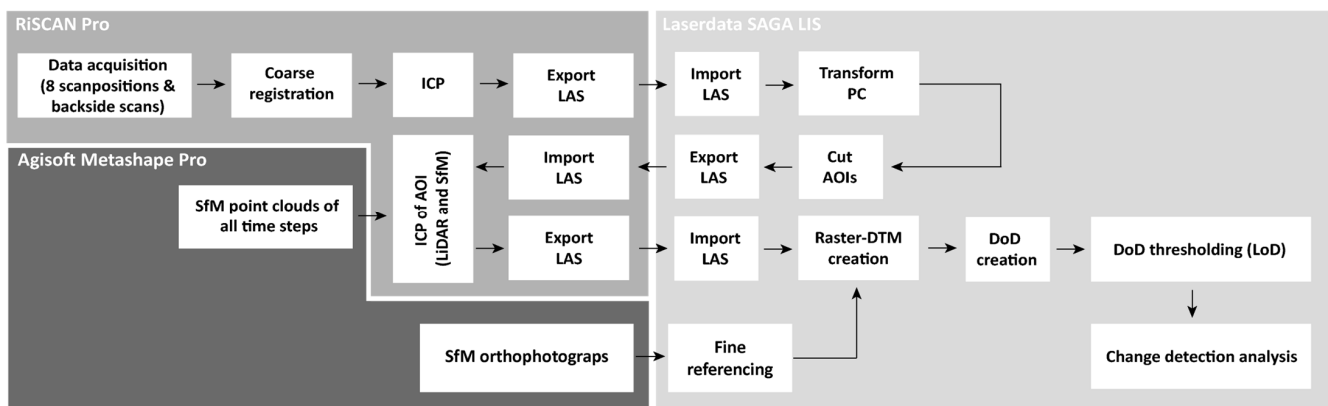 RiSCAN Pro
Data acquisition
(8 scanpositions &
backside scans)
Coarse
registration
ICP
Export
LAS
Laserdata SAGA LIS
Import
LAS
Transform
PC
Cut
AOIs
Export
LAS
Import
LAS
ICP of AOI
(LiDAR and SfM)
Agisoft Metashape Pro
SfM point clouds of
all time steps
Export
LAS
Import
LAS
Raster-DTM
creation
DoD
creation
DoD thresholding (LoD)
SfM orthophotograps
Fine
referencing
Change detection analysis